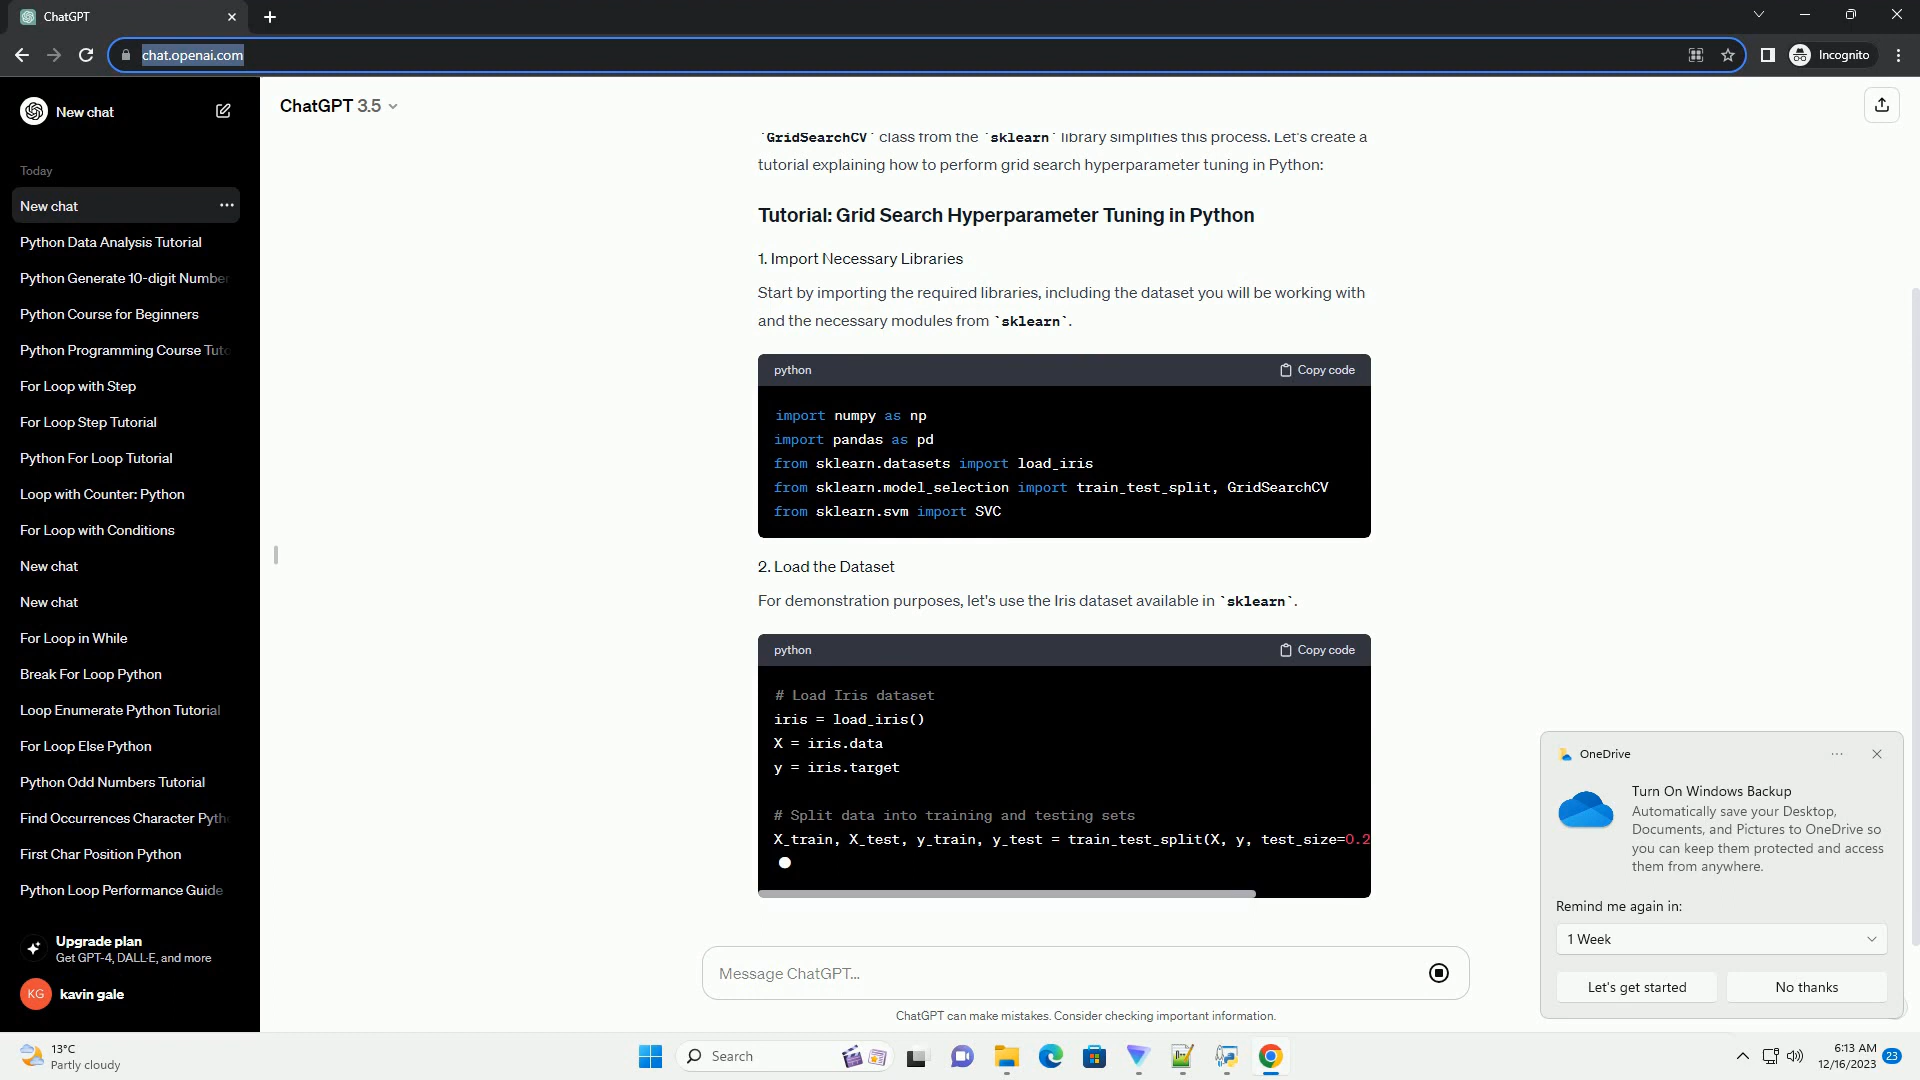 ChatGPT
chat.openai.com
Incognito
New chat
ChatGPT 3.5
Today
New chat
Python Data Analysis Tutorial
Python Generate 10-digit Number
Python Course for Beginners
Python Programming Course Tuto
For Loop with Step
For Loop Step Tutorial
Python For Loop Tutorial
Loop with Counter: Python
For Loop with Conditions
New chat
New chat
For Loop in While
Break For Loop Python
Loop Enumerate Python Tutorial
For Loop Else Python
Python Odd Numbers Tutorial
Find Occurrences Character Pyth
First Char Position Python
Python Loop Performance Guide
Upgrade plan
Get GPT-4, DALL·E, and more
KG kavin gale
`GridSearchCV` class from the `sklearn` library simplifies this process. Let's create a
tutorial explaining how to perform grid search hyperparameter tuning in Python:
Tutorial: Grid Search Hyperparameter Tuning in Python
1. Import Necessary Libraries
Start by importing the required libraries, including the dataset you will be working with
and the necessary modules from `sklearn`.
python Copy code
import numpy as np
import pandas as pd
from sklearn.datasets import load_iris
from sklearn.model_selection import train_test_split, GridSearchCV
from sklearn.svm import SVC
2. Load the Dataset
For demonstration purposes, let's use the Iris dataset available in `sklearn`.
python Copy code
# Load Iris dataset
iris = load_iris()
X = iris.data
y = iris.target
# Split data into training and testing sets
X_train, X_test, y_train, y_test = train_test_split(X, y, test_size=0.2
Message ChatGPT...
ChatGPT can make mistakes. Consider checking important information.
OneDrive
Turn On Windows Backup
Automatically save your Desktop,
Documents, and Pictures to OneDrive so
you can keep them protected and access
them from anywhere.
Remind me again in:
1 Week
Let's get started
No thanks
13°C
Partly cloudy
Search
6:13 AM
12/16/2023
23